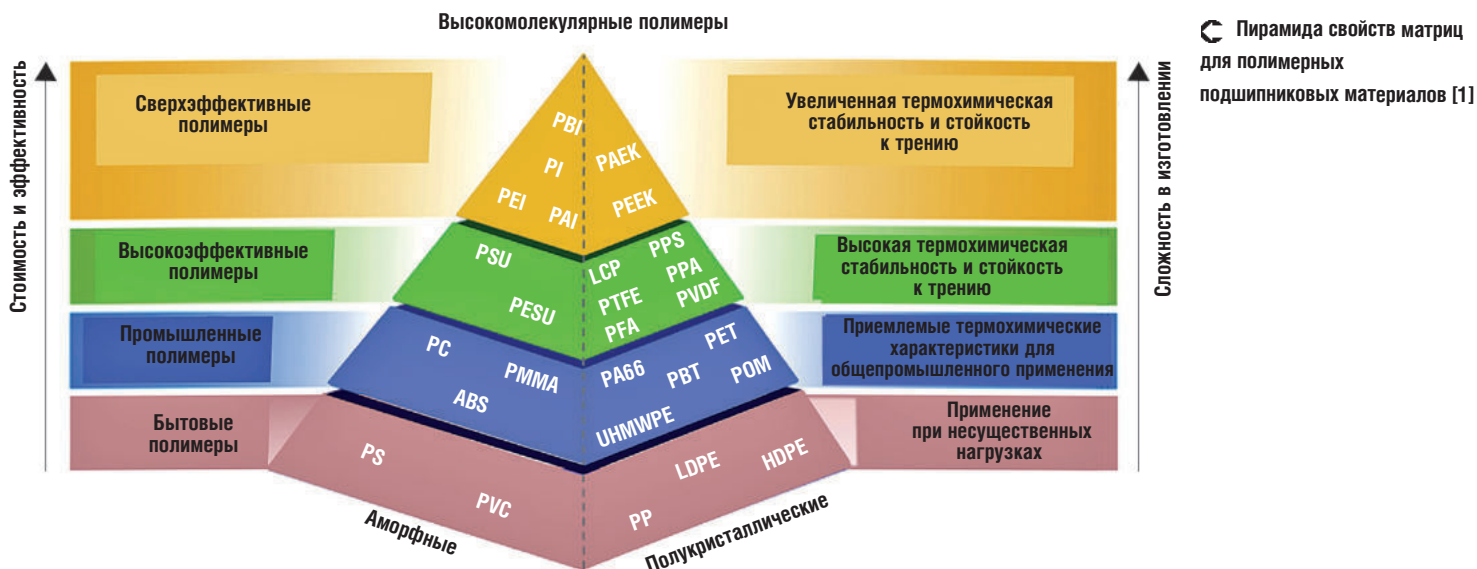 Высокомолекулярные полимеры
Пирамида свойств матриц
для полимерных
подшипниковых материалов [1]
Стоимость и эффективность
Сложность в изготовлении
Сверхэффективные
полимеры
PBI
PI
PEI
PAI
PAEK
PEEK
Увеличенная термохимическая
стабильность и стойкость
к трению
Высокоэффективные
полимеры
PSU
PESU
LCP
PPS
PPA
PTFE
PVDF
PFA
Высокая термохимическая
стабильность и стойкость
к трению
Промышленные
полимеры
PC
PMMA
ABS
PA66
PET
PBT
POM
UHMWPE
Приемлемые термохимические
характеристики для
общепромышленного применения
Бытовые
полимеры
PS
PVC
LDPE
HDPE
PP
Применение
при несущественных
нагрузках
Аморфные
Полукристаллические